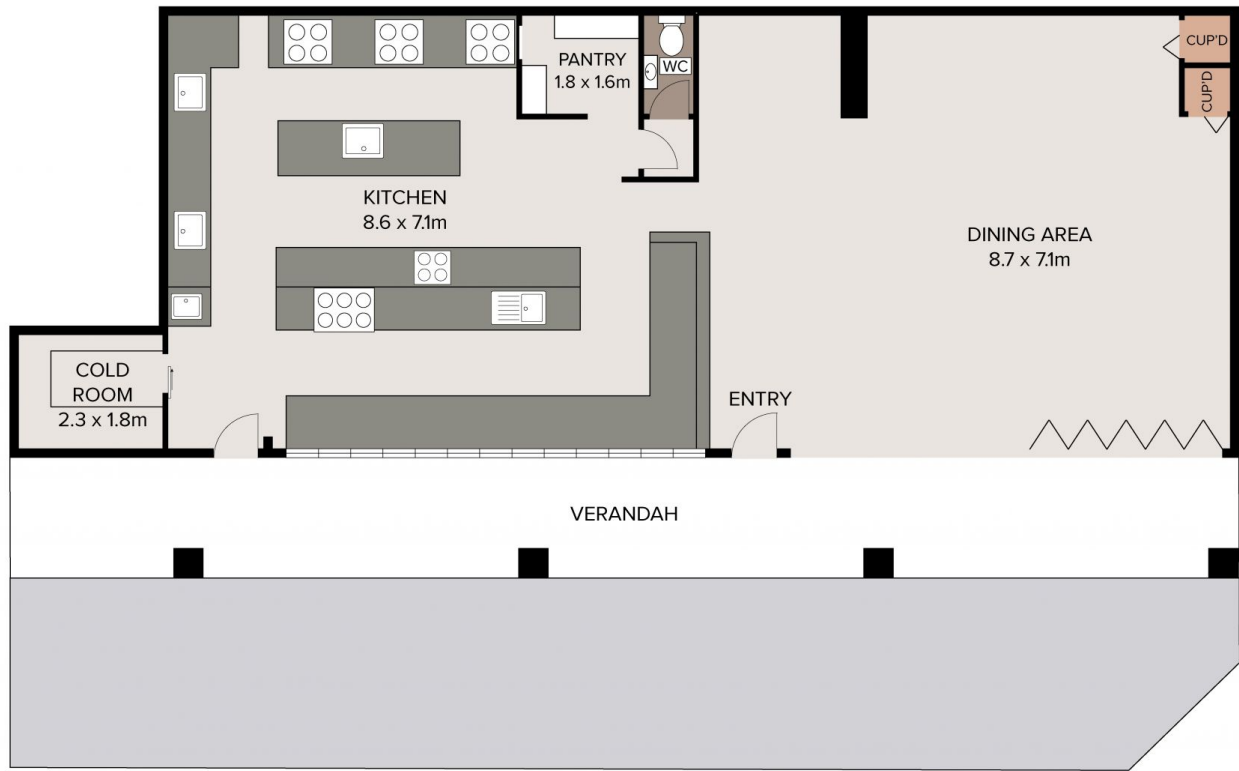 PANTRY
1.8 x 1.6m
WC
CUP'D
CUP'D
KITCHEN
8.6 x 7.1m
DINING AREA
8.7 x 7.1m
COLD
ROOM
2.3 x 1.8m
ENTRY
VERANDAH